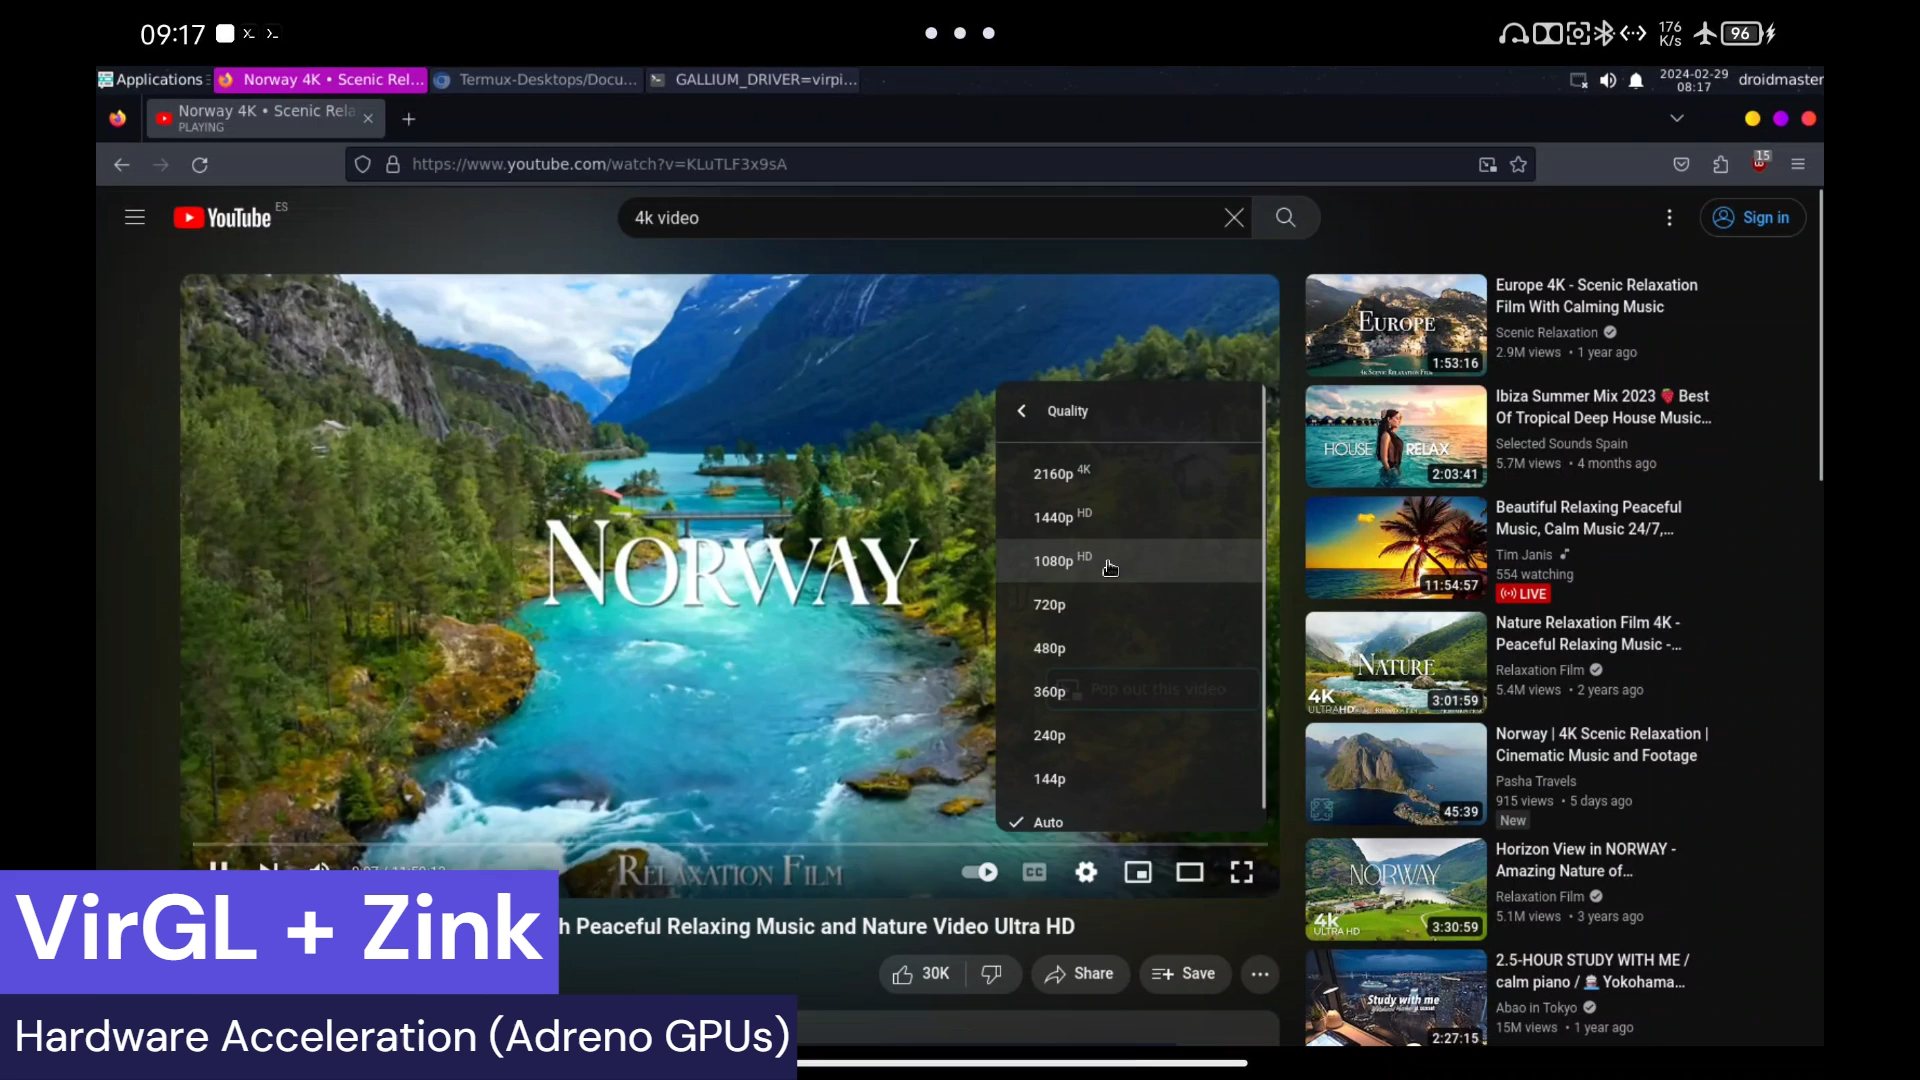 09:17
176
K/s
96
Applications
Norway 4K • Scenic Rel...
Termux-Desktops/Docu...
GALLIUM_DRIVER=virpi...
2024-02-29
08:17
droidmaster
Norway 4K • Scenic Rela
PLAYING
https://www.youtube.com/watch?v=KLuTLF3x9sA
15
YouTube
ES
4k video
Sign in
NORWAY
RELAXATION FILM
Quality
2160p 4K
1440p HD
1080p HD
720p
480p
360p
Pop out this video
240p
144p
Auto
CC
h Peaceful Relaxing Music and Nature Video Ultra HD
30K
Share
Save
EUROPE
1:53:16
Europe 4K - Scenic Relaxation
Film With Calming Music
Scenic Relaxation
2.9M views • 1 year ago
HOUSE RELAX
2:03:41
Ibiza Summer Mix 2023 🍓 Best
Of Tropical Deep House Music...
Selected Sounds Spain
5.7M views • 4 months ago
11:54:57
Beautiful Relaxing Peaceful
Music, Calm Music 24/7,...
Tim Janis
554 watching
LIVE
NATURE
4K
ULTRA HD
3:01:59
Nature Relaxation Film 4K -
Peaceful Relaxing Music -...
Relaxation Film
5.4M views • 2 years ago
45:39
Norway | 4K Scenic Relaxation |
Cinematic Music and Footage
Pasha Travels
915 views • 5 days ago
New
NORWAY
4k
ULTRA HD
3:30:59
Horizon View in NORWAY -
Amazing Nature of...
Relaxation Film
5.1M views • 3 years ago
Study with me
2:27:15
2.5-HOUR STUDY WITH ME /
calm piano / 🚢 Yokohama...
Abao in Tokyo
15M views • 1 year ago
VirGL + Zink
Hardware Acceleration (Adreno GPUs)